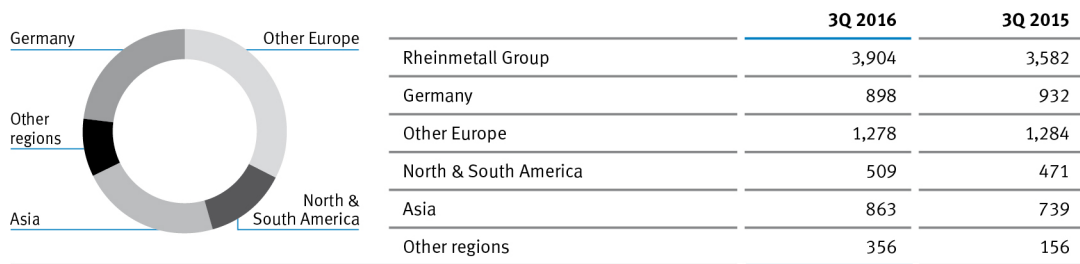 Germany
Other Europe
Other
regions
Asia
North &
South America
3Q 2016 3Q 2015
Rheinmetall Group 3,904 3,582
Germany 898 932
Other Europe 1,278 1,284
North & South America 509 471
Asia 863 739
Other regions 356 156